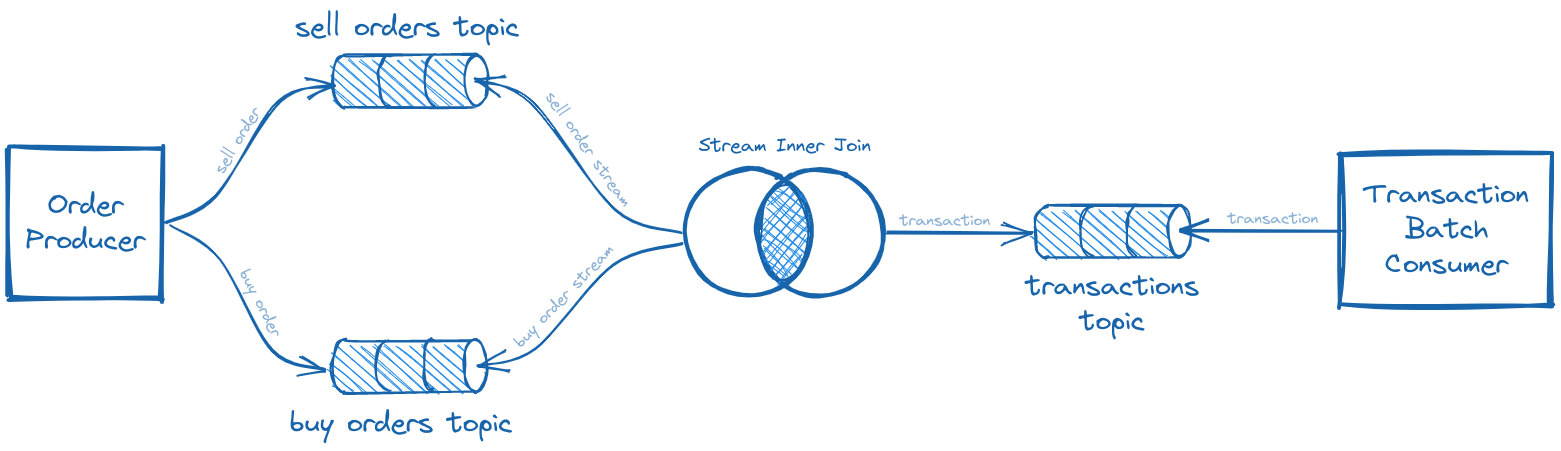 sell orders topic
sell order
sell order stream
Order
Producer
buy order
buy order stream
buy orders topic
Stream Inner Join
transaction
transactions
topic
transaction
Transaction
Batch
Consumer